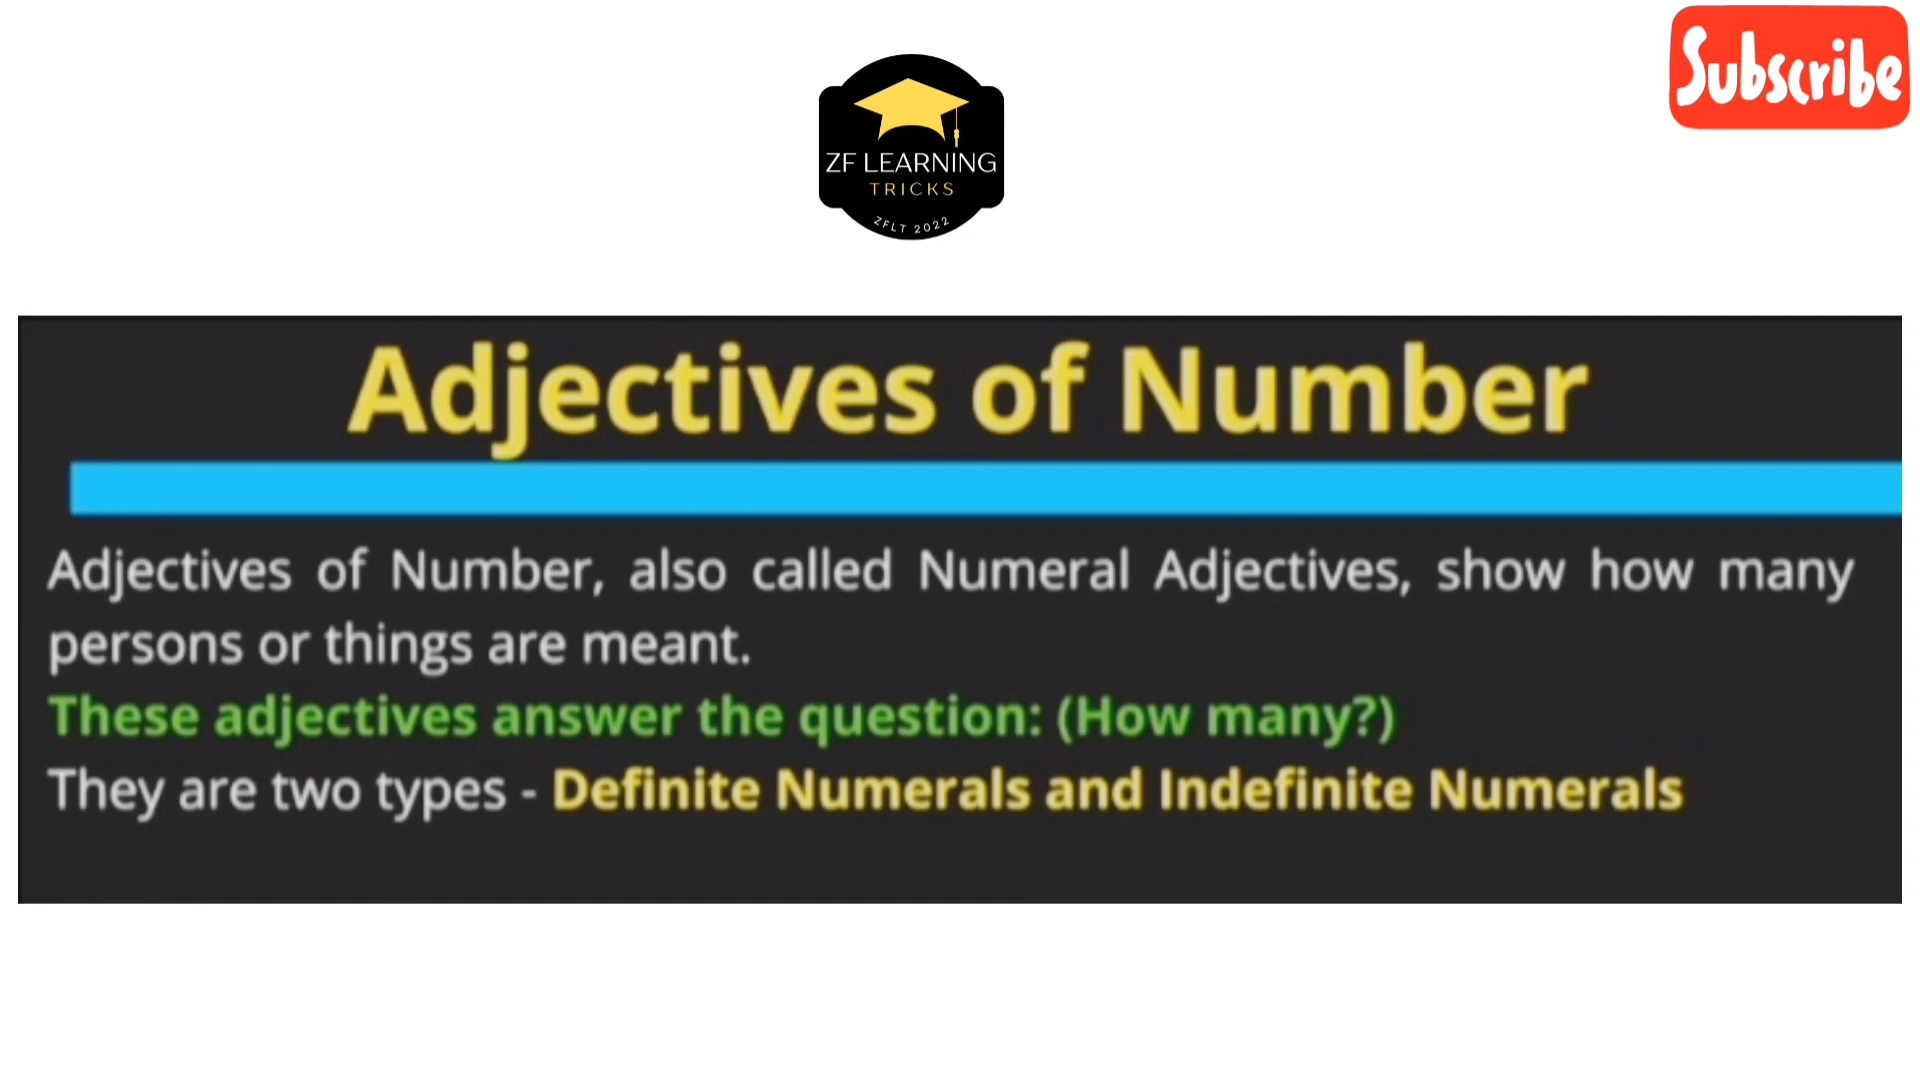 Subscribe
ZF LEARNING
TRICKS
ZFLT 2022
Adjectives of Number
Adjectives of Number, also called Numeral Adjectives, show how many
persons or things are meant.
These adjectives answer the question: (How many?)
They are two types - Definite Numerals and Indefinite Numerals